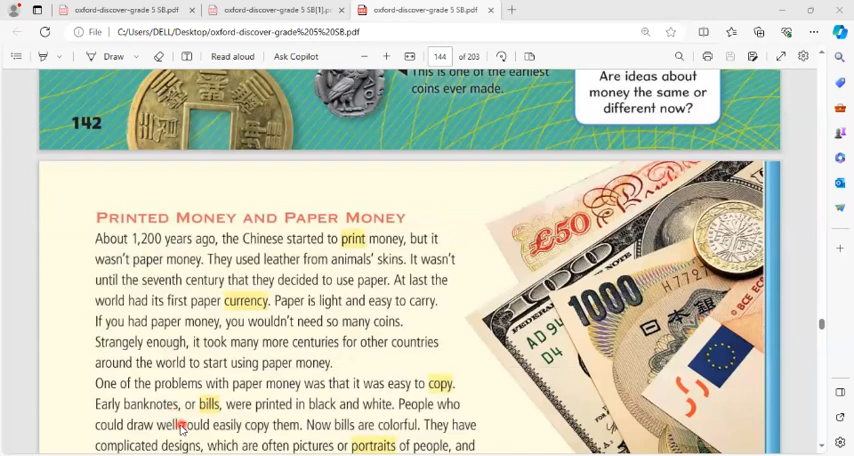 oxford-discover-grade 5 SB.pdf
oxford-discover-grade 5 SB[1].p
oxford-discover-grade 5 SB.pdf
File
C:/Users/DELL/Desktop/oxford-discover-grade%205%20SB.pdf
Draw
Read aloud
Ask Copilot
144
of 203
This is one of the earliest
coins ever made.
Are ideas about
money the same or
different now?
142
PRINTED MONEY AND PAPER MONEY
About 1,200 years ago, the Chinese started to print money, but it
wasn't paper money. They used leather from animals' skins. It wasn't
until the seventh century that they decided to use paper. At last the
world had its first paper currency. Paper is light and easy to carry.
If you had paper money, you wouldn't need so many coins.
Strangely enough, it took many more centuries for other countries
around the world to start using paper money.
One of the problems with paper money was that it was easy to copy.
Early banknotes, or bills, were printed in black and white. People who
could draw well could easily copy them. Now bills are colorful. They have
complicated designs, which are often pictures or portraits of people, and
£50
100
1000
日本銀
AD 94
D4
H7727
BCE ECB